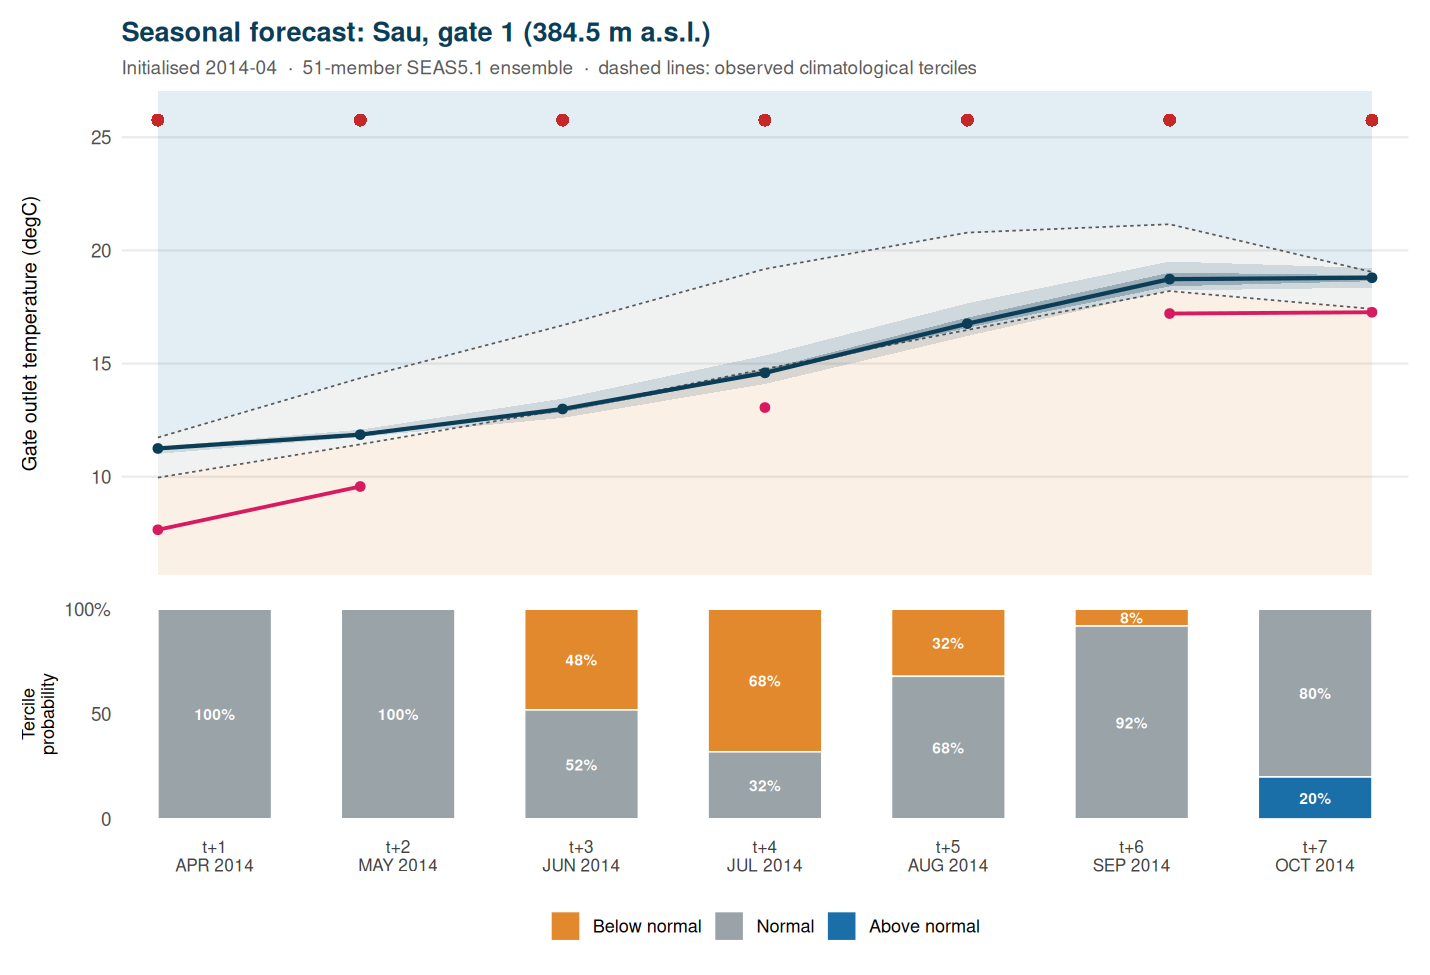 Seasonal forecast: Sau, gate 1 (384.5 m a.s.l.)
Initialised 2014-04 · 51-member SEAS5.1 ensemble · dashed lines: observed climatological terciles
Gate outlet temperature (degC)
25
20
15
10
Tercile
probability
100%
50
0
100%
100%
48%
52%
68%
32%
32%
68%
8%
92%
80%
20%
t+1
APR 2014
t+2
MAY 2014
t+3
JUN 2014
t+4
JUL 2014
t+5
AUG 2014
t+6
SEP 2014
t+7
OCT 2014
Below normal
Normal
Above normal